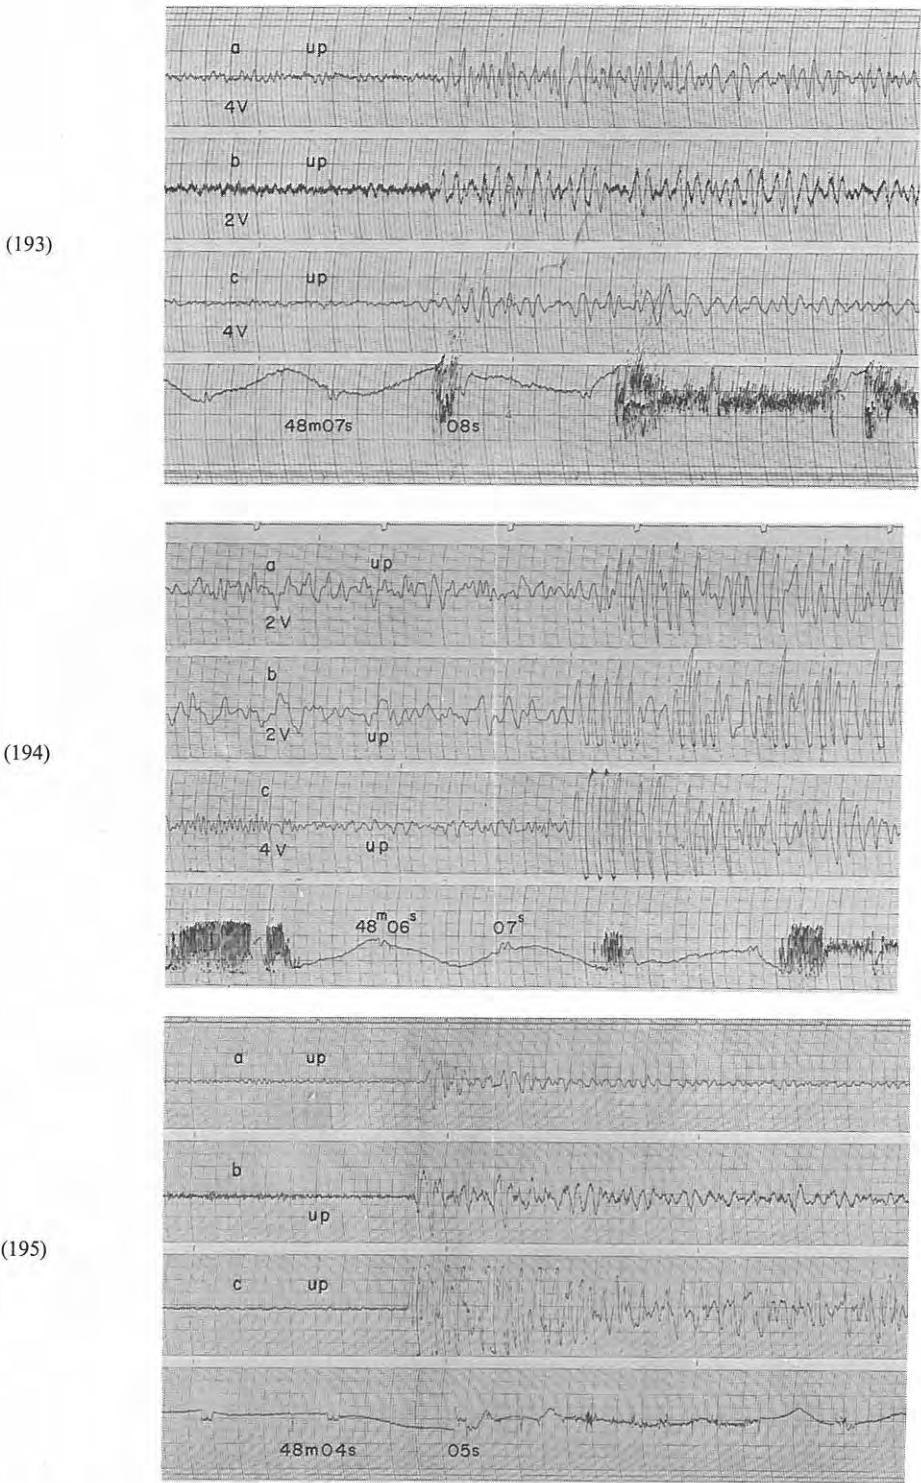 a up
4V
b up
2V
(193)
c up
4V
48m07s 08s
a up
2V
b
2V up
(194)
c
4V up
48m06s 07s
a up
b
up
(195)
c up
48m04s 05s